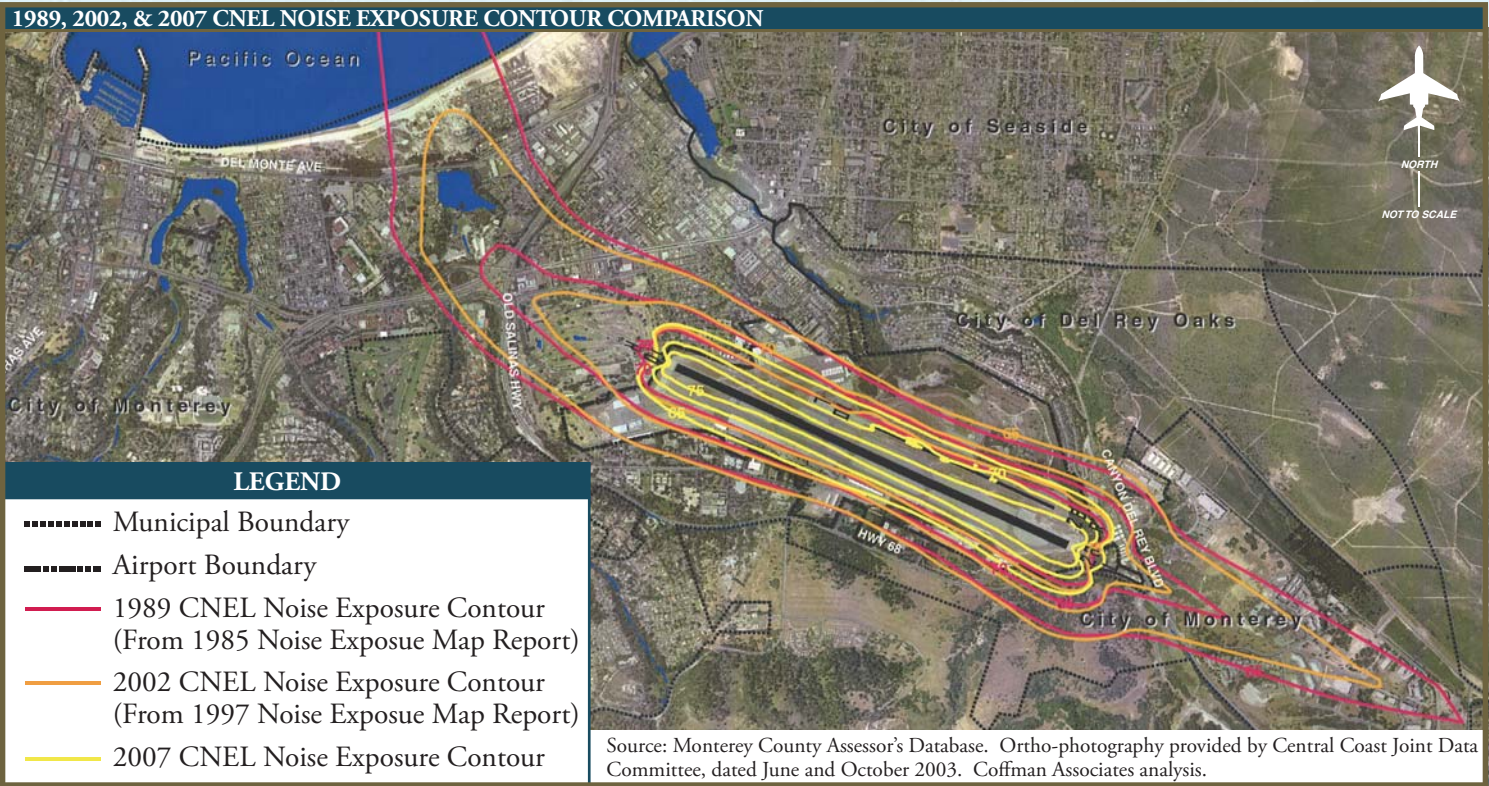 1989, 2002, & 2007 CNEL NOISE EXPOSURE CONTOUR COMPARISON
Pacific Ocean
City of Seaside
DEL MONTE AVE
NORTH
NOT TO SCALE
OLD SALINAS HWY
City of Del Rey Oaks
HAS AVE
City of Monterey
75
65
65
70
CANYON DEL REY BLVD
HWY 68
City of Monterey
LEGEND
Municipal Boundary
Airport Boundary
1989 CNEL Noise Exposure Contour
(From 1985 Noise Exposue Map Report)
2002 CNEL Noise Exposure Contour
(From 1997 Noise Exposue Map Report)
2007 CNEL Noise Exposure Contour
Source: Monterey County Assessor's Database. Ortho-photography provided by Central Coast Joint Data
Committee, dated June and October 2003. Coffman Associates analysis.